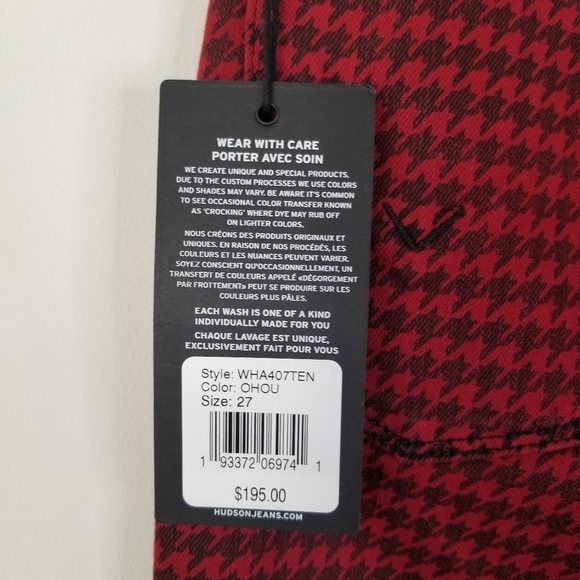 WEAR WITH CARE
PORTER AVEC SOIN
WE CREATE UNIQUE AND SPECIAL PRODUCTS.
DUE TO THE CUSTOM PROCESSES WE USE COLORS
AND SHADES MAY VARY. BE AWARE IT'S COMMON
TO SEE OCCASIONAL COLOR TRANSFER KNOWN
AS 'CROCKING' WHERE DYE MAY RUB OFF
ON LIGHTER COLORS.
NOUS CRÉONS DES PRODUITS ORIGINAUX ET
UNIQUES. EN RAISON DE NOS PROCÉDÉS, LES
COULEURS ET LES NUANCES PEUVENT VARIER.
SOYEZ CONSCIENT QU'OCCASIONNELLEMENT, UN
TRANSFERT DE COULEURS APPELÉ «DÉGORGEMENT
PAR FROTTEMENT» PEUT SE PRODUIRE SUR LES
COULEURS PLUS PÂLES.
EACH WASH IS ONE OF A KIND
INDIVIDUALLY MADE FOR YOU
CHAQUE LAVAGE EST UNIQUE,
EXCLUSIVEMENT FAIT POUR VOUS
Style: WHA407TEN
Color: OHOU
Size: 27
1 93372 06974 1
$195.00
HUDSONJEANS.COM